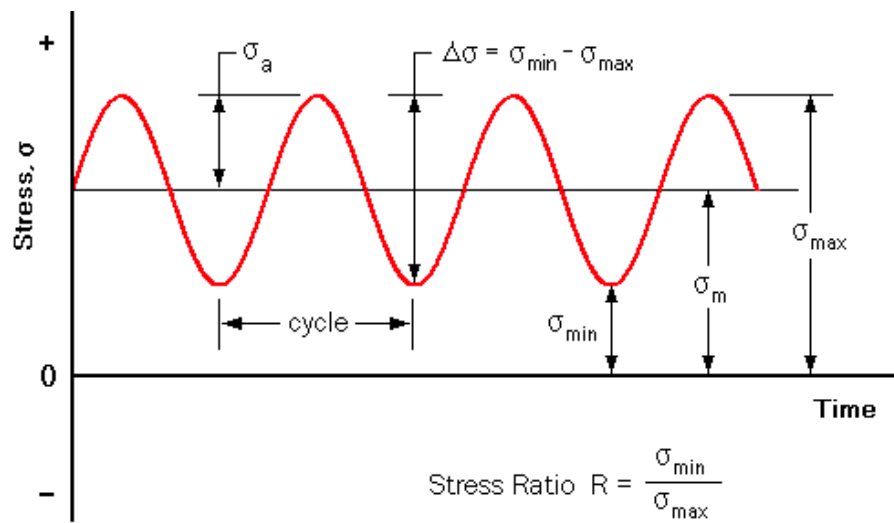 +
σa
Δσ = σmin - σmax
Stress, σ
σmax
σm
σmin
cycle
0
Time
–
Stress Ratio R = σmin
σmax